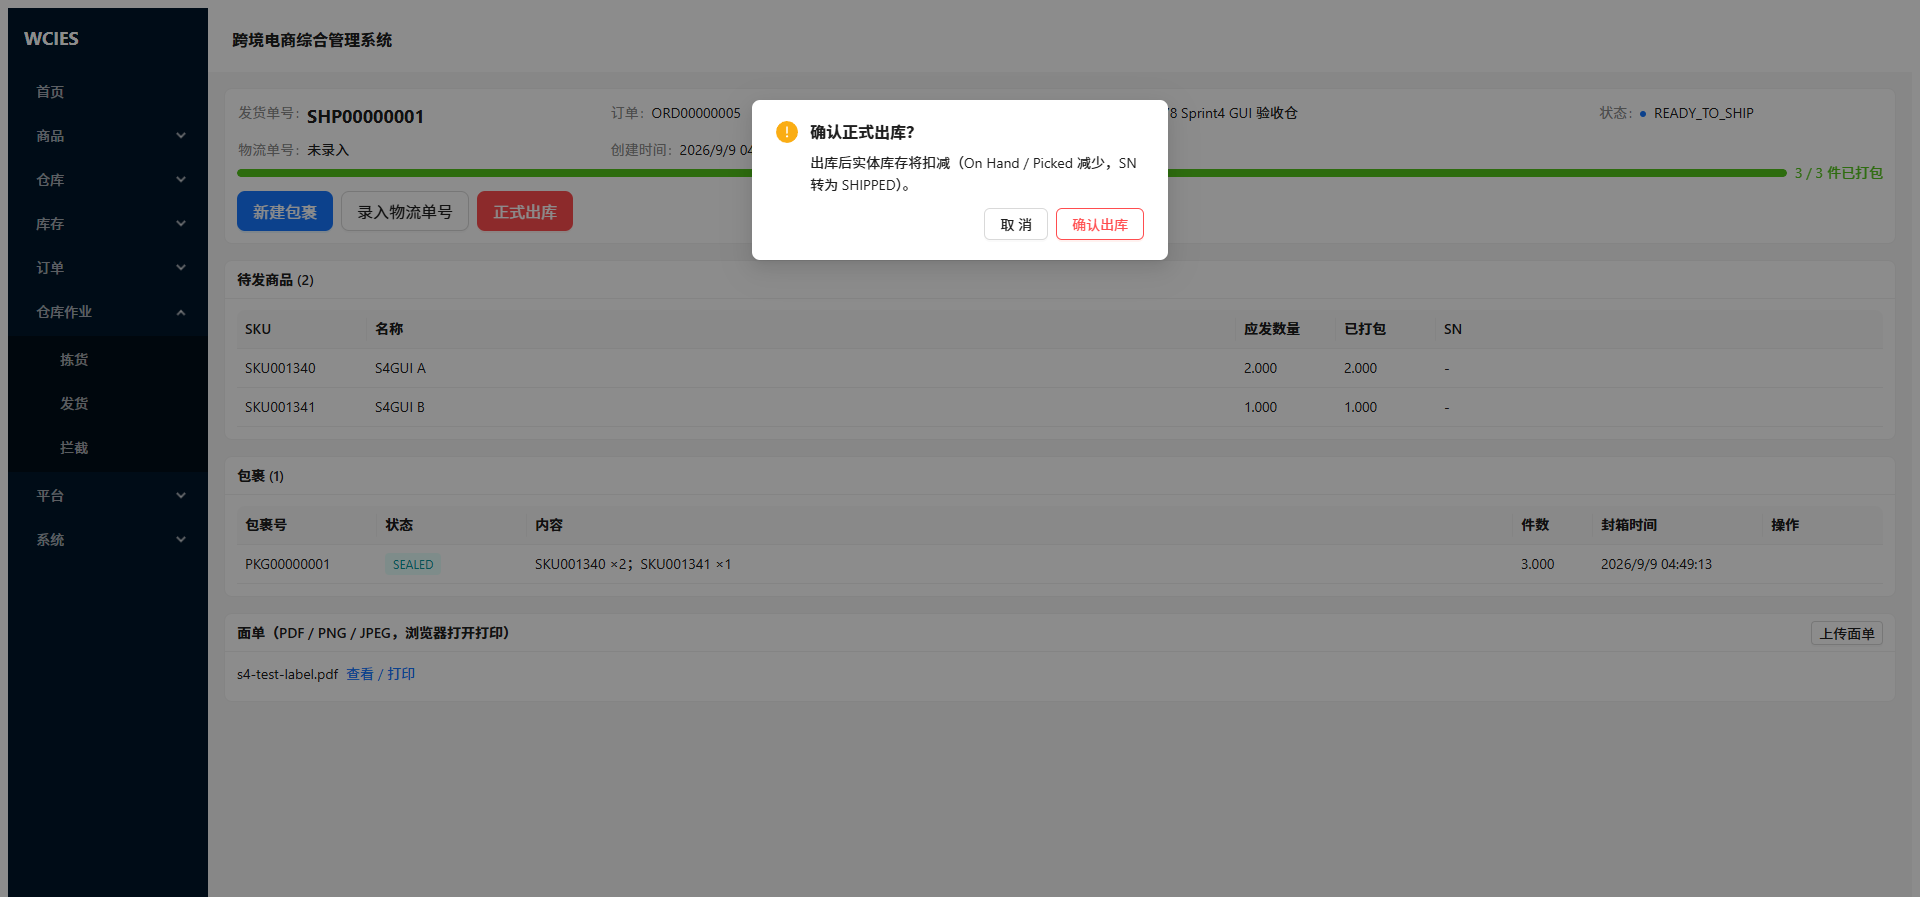 WCIES
跨境电商综合管理系统
首页
商品
仓库
库存
订单
仓库作业
拣货
发货
拦截
平台
系统
发货单号： SHP00000001
订单： ORD00000005
8 Sprint4 GUI 验收仓
状态： READY_TO_SHIP
物流单号： 未录入
创建时间： 2026/9/9 04
3 / 3 件已打包
新建包裹
录入物流单号
正式出库
确认正式出库？
出库后实体库存将扣减（On Hand / Picked 减少，SN
转为 SHIPPED）。
取 消
确认出库
待发商品 (2)
SKU 名称 应发数量 已打包 SN
SKU001340 S4GUI A 2.000 2.000 -
SKU001341 S4GUI B 1.000 1.000 -
包裹 (1)
包裹号 状态 内容 件数 封箱时间 操作
PKG00000001 SEALED SKU001340 ×2；SKU001341 ×1 3.000 2026/9/9 04:49:13
面单（PDF / PNG / JPEG，浏览器打开打印）
上传面单
s4-test-label.pdf 查看 / 打印